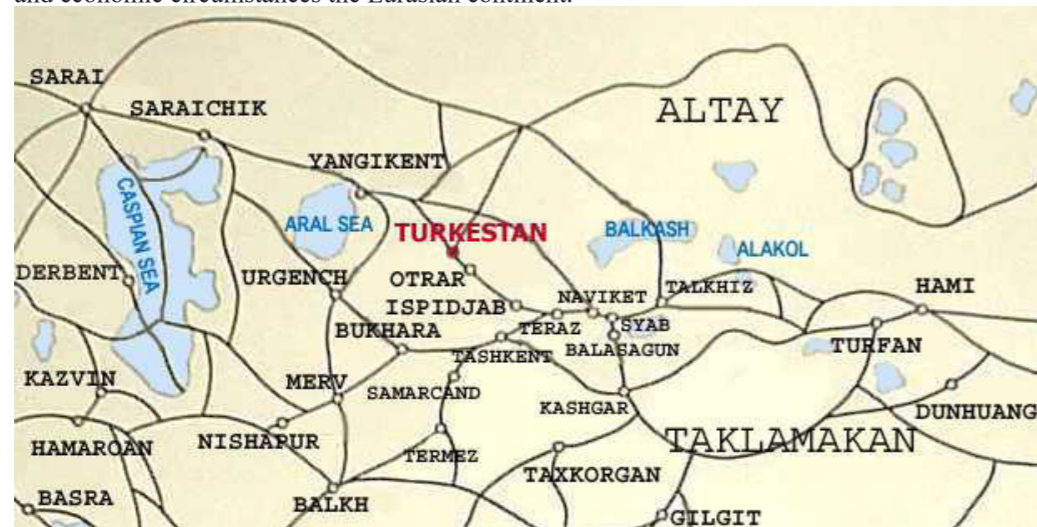 and economic circumstances the Eurasian continent.
SARAI
SARAICHIK
ALTAY
YANGIKENT
CASPIAN SEA
ARAL SEA
TURKESTAN
BALKASH
ALAKOL
DERBENT
URGENCH
OTRAR
ISPIDJAB
NAVIKET
TALKHIZ
HAMI
BUKHARA
TERAZ
SYAB
TASHKENT
BALASAGUN
TURFAN
KAZVIN
MERV
SAMARCAND
KASHGAR
DUNHUANG
HAMAROAN
NISHAPUR
TERMEZ
TAKLAMAKAN
TAXKORGAN
BASRA
BALKH
GILGIT